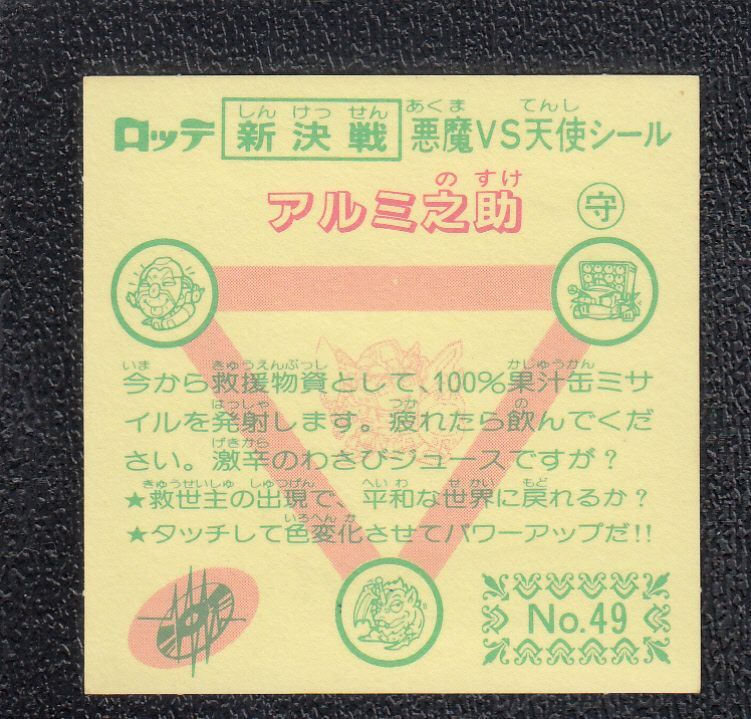 しん けっ せん あくま てんし
ロッテ 新決戦 悪魔VS天使シール
の すけ
アルミ之助 守
いま きゅうえんぶっし かじゅうかん
今から救援物資として、100%果汁缶ミサ
はっしゃ つか の
イルを発射します。疲れたら飲んでくだ
げきから
さい。激辛のわさびジュースですが?
きゅうせいしゅ しゅつげん へいわ せかい もど
★救世主の出現で、平和な世界に戻れるか?
いろへんか
★タッチして色変化させてパワーアップだ!!
No.49